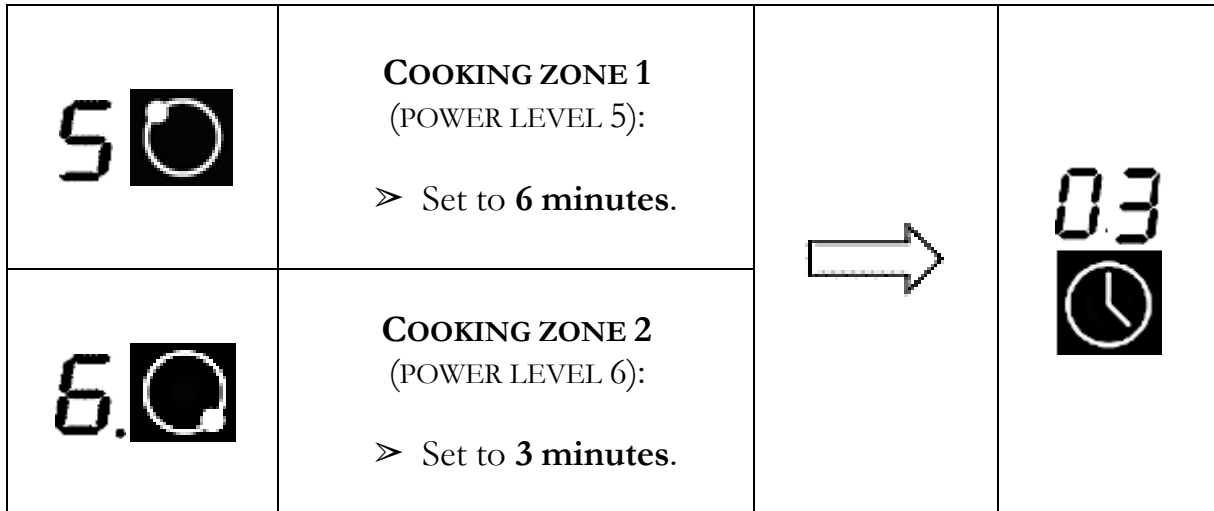 5
COOKING ZONE 1
(POWER LEVEL 5):
➢ Set to 6 minutes.
6.
COOKING ZONE 2
(POWER LEVEL 6):
➢ Set to 3 minutes.
0.3